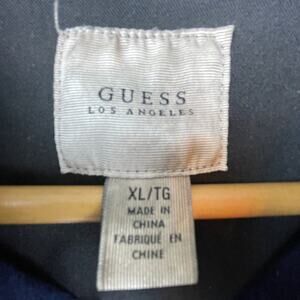 GUESS
LOS ANGELES
XL/TG
MADE IN
CHINA
FABRIQUÉ EN
CHINE